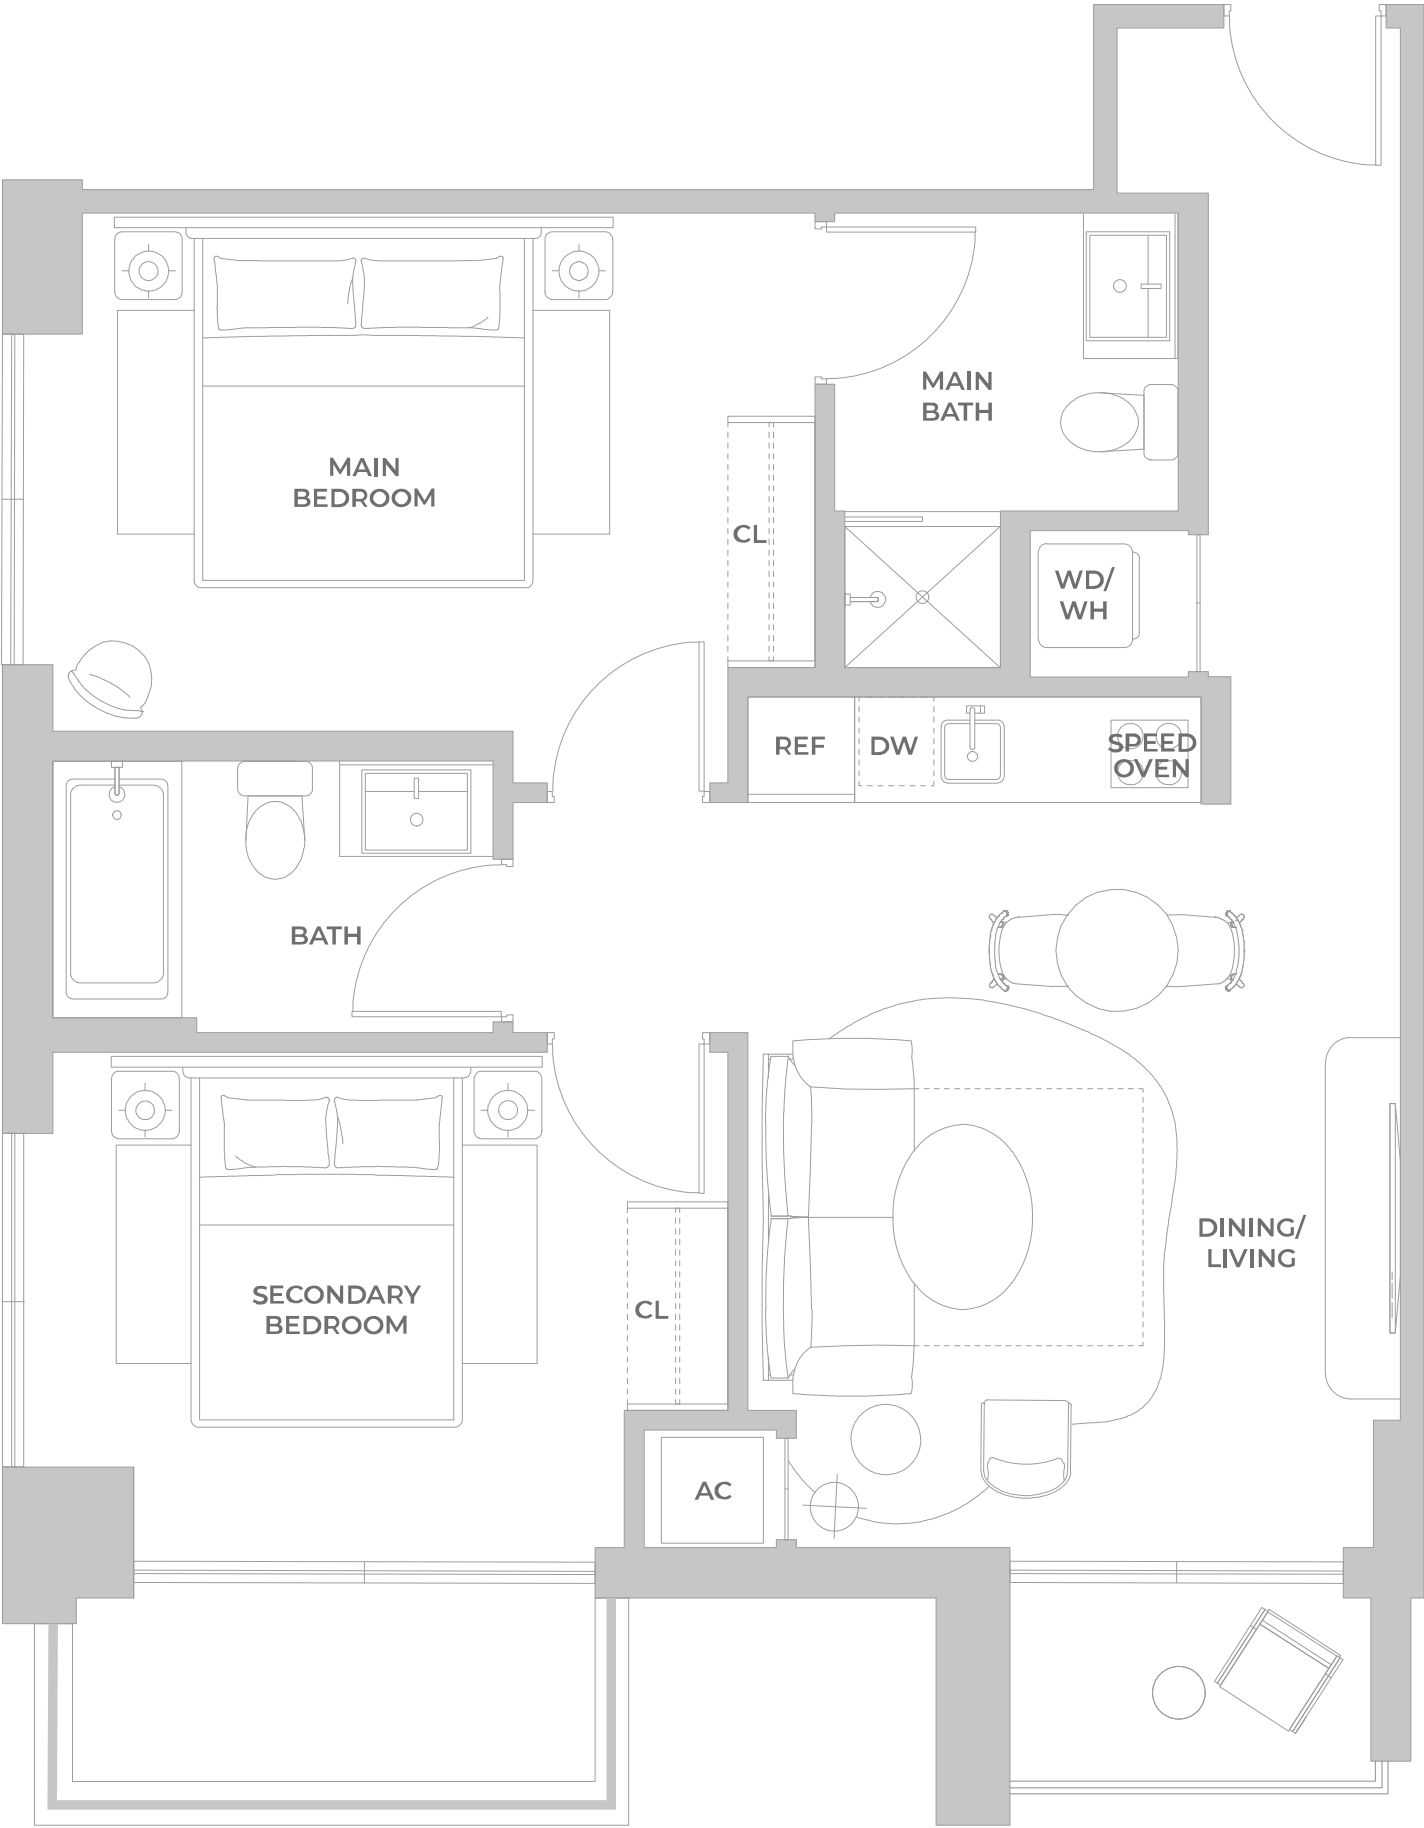 MAIN
BATH
MAIN
BEDROOM
CL
WD/
WH
REF
DW
SPEED
OVEN
BATH
DINING/
LIVING
SECONDARY
BEDROOM
CL
AC